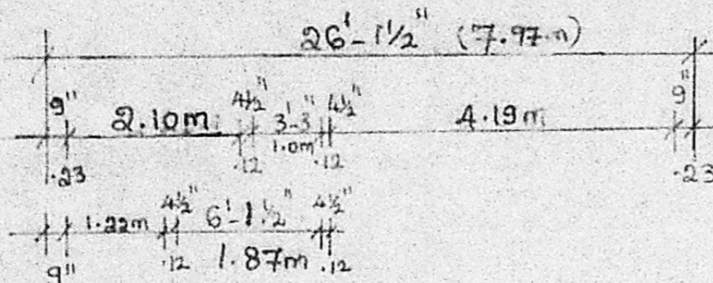 26'-1½" (7.97m)
9" 2.10m 4½" 3'-3" 4½" 4.19m 9"
.23 .12 1.0m .12 .23
1.22m 4½" 6'-1½" 4½"
9" .12 1.87m .12